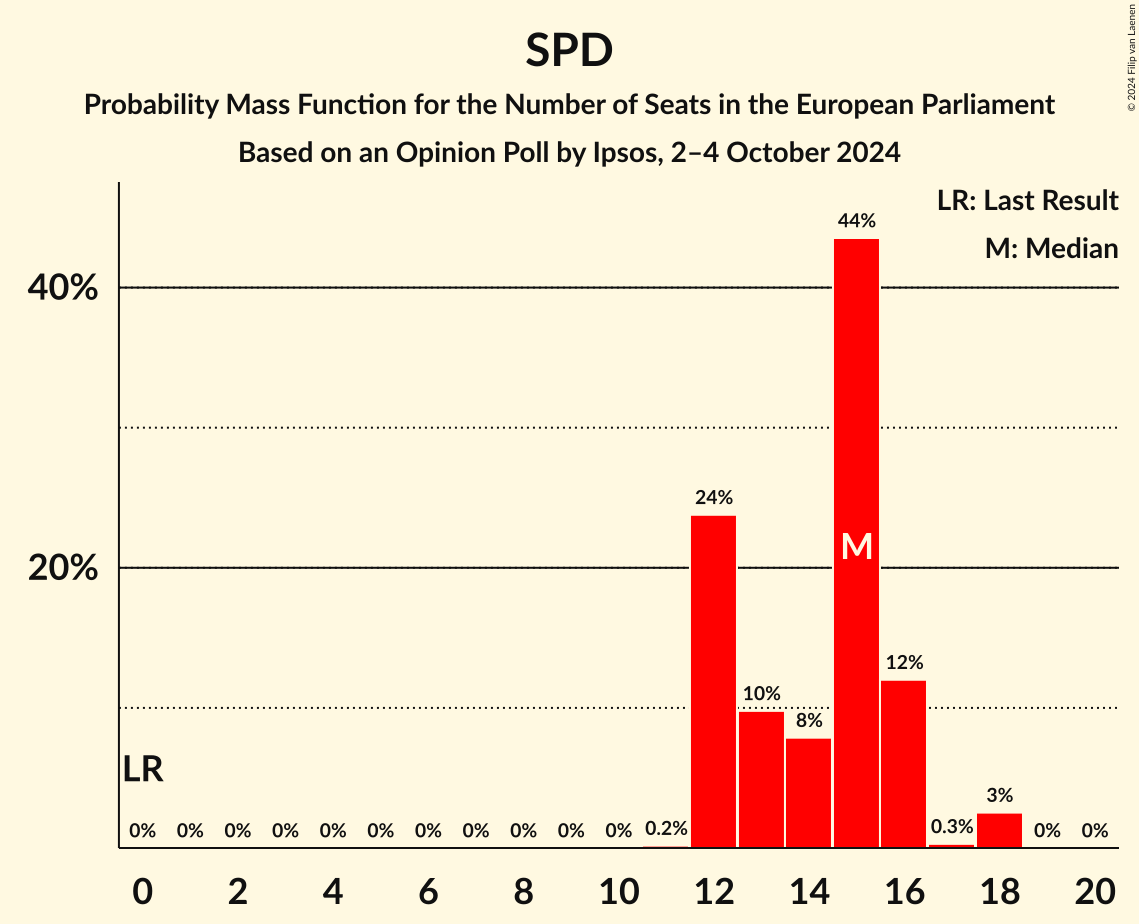 SPD
Probability Mass Function for the Number of Seats in the European Parliament
Based on an Opinion Poll by Ipsos, 2–4 October 2024
© 2024 Filip van Laenen
LR: Last Result
M: Median
40%
20%
44%
24%
M
12%
10%
8%
LR
3%
0% 0% 0% 0% 0% 0% 0% 0% 0% 0% 0% 0.2% 0.3% 0% 0%
0 2 4 6 8 10 12 14 16 18 20